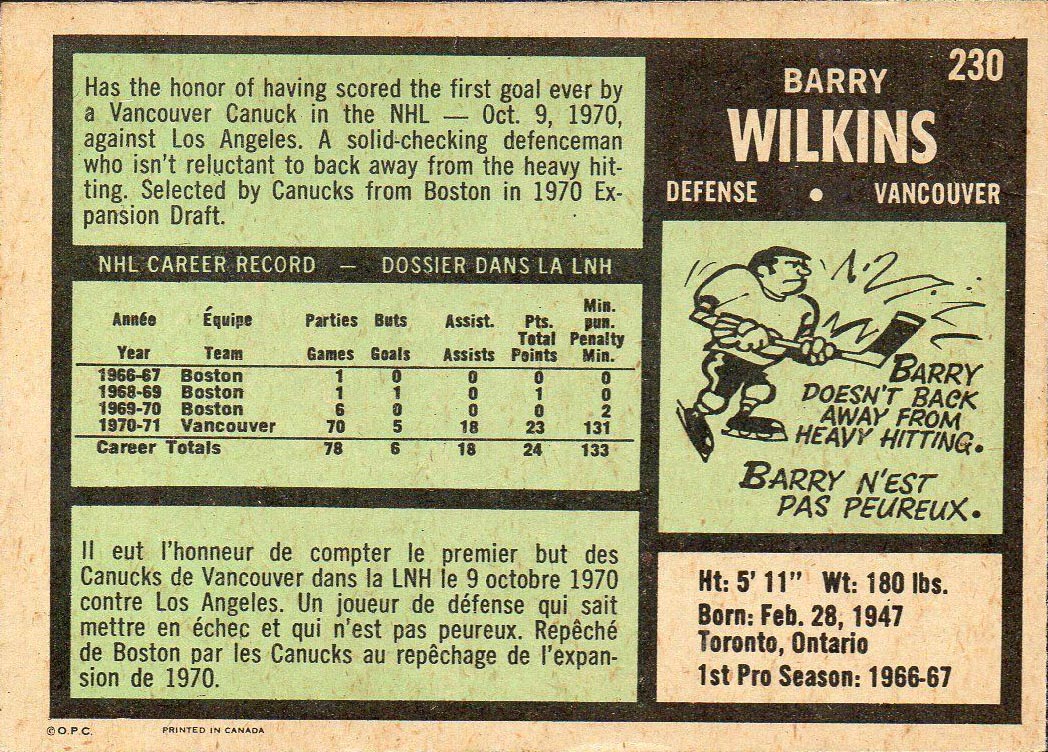 230
BARRY
WILKINS
DEFENSE • VANCOUVER
Has the honor of having scored the first goal ever by
a Vancouver Canuck in the NHL — Oct. 9, 1970,
against Los Angeles. A solid-checking defenceman
who isn't reluctant to back away from the heavy hit-
ting. Selected by Canucks from Boston in 1970 Ex-
pansion Draft.
NHL CAREER RECORD — DOSSIER DANS LA LNH
Année Équipe Parties Buts Assist. Pts. Min. pun.
Year Team Games Goals Assists Total Points Penalty Min.
1966-67 Boston 1 0 0 0 0
1968-69 Boston 1 1 0 1 0
1969-70 Boston 6 0 0 0 2
1970-71 Vancouver 70 5 18 23 131
Career Totals 78 6 18 24 133
Il eut l'honneur de compter le premier but des
Canucks de Vancouver dans la LNH le 9 octobre 1970
contre Los Angeles. Un joueur de défense qui sait
mettre en échec et qui n'est pas peureux. Repêché
de Boston par les Canucks au repêchage de l'expan-
sion de 1970.
BARRY
DOESN'T BACK
AWAY FROM
HEAVY HITTING.
BARRY N'EST
PAS PEUREUX.
Ht: 5' 11" Wt: 180 lbs.
Born: Feb. 28, 1947
Toronto, Ontario
1st Pro Season: 1966-67
© O.P.C. PRINTED IN CANADA